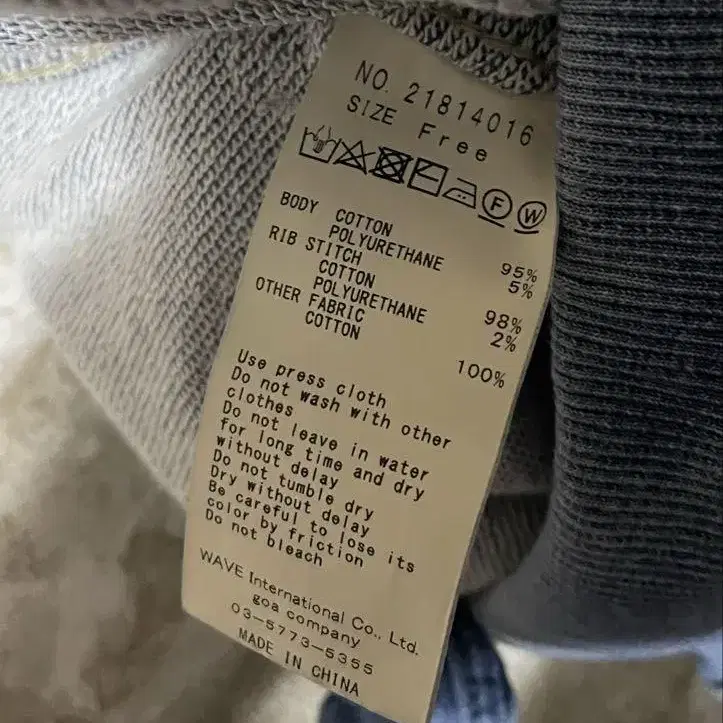 NO. 21814016
SIZE Free
F W
BODY COTTON 95%
POLYURETHANE 5%
RIB STITCH
COTTON 98%
POLYURETHANE 2%
OTHER FABRIC
COTTON 100%
Use press cloth
Do not wash with other
clothes
Do not leave in water
for long time and dry
without delay
Do not tumble dry
Dry without delay
Be careful to lose its
color by friction
Do not bleach
WAVE International Co., Ltd.
goa company
03-5773-5355
MADE IN CHINA